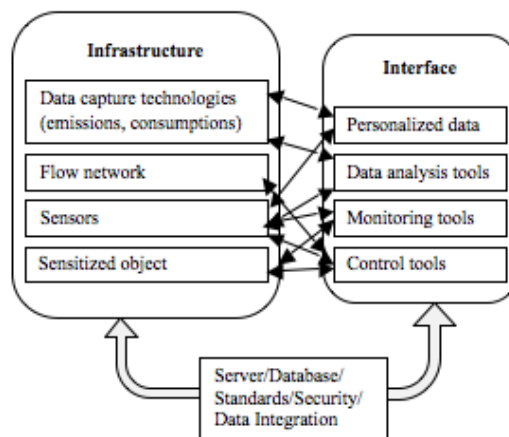 Infrastructure
Data capture technologies
(emissions, consumptions)
Flow network
Sensors
Sensitized object
Interface
Personalized data
Data analysis tools
Monitoring tools
Control tools
Server/Database/
Standards/Security/
Data Integration